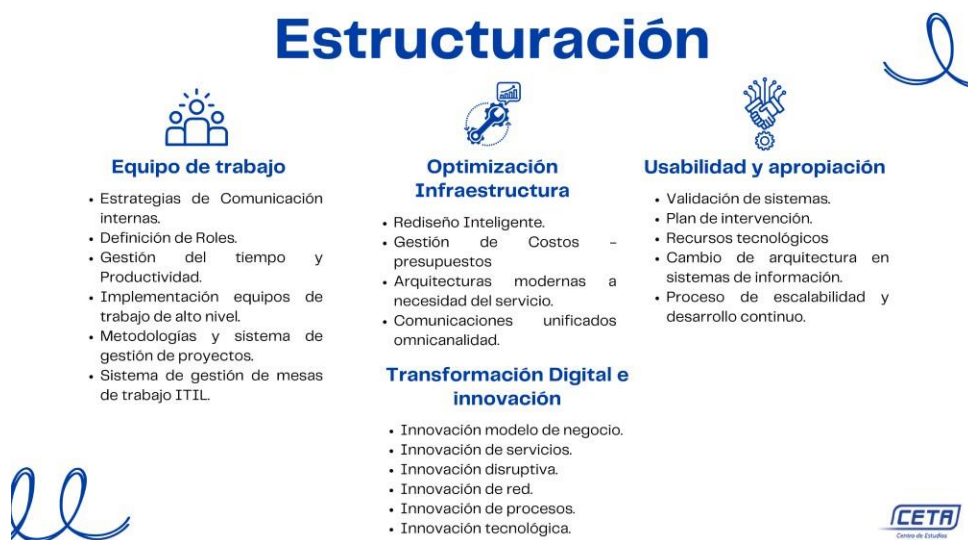 Estructuración
Equipo de trabajo
• Estrategias de Comunicación
internas.
• Definición de Roles.
• Gestión del tiempo y
Productividad.
• Implementación equipos de
trabajo de alto nivel.
• Metodologías y sistema de
gestión de proyectos.
• Sistema de gestión de mesas
de trabajo ITIL.
Optimización
Infraestructura
• Rediseño Inteligente.
• Gestión de Costos –
presupuestos
• Arquitecturas modernas a
necesidad del servicio.
• Comunicaciones unificados
omnicanalidad.
Transformación Digital e
innovación
• Innovación modelo de negocio.
• Innovación de servicios.
• Innovación disruptiva.
• Innovación de red.
• Innovación de procesos.
• Innovación tecnológica.
Usabilidad y apropiación
• Validación de sistemas.
• Plan de intervención.
• Recursos tecnológicos
• Cambio de arquitectura en
sistemas de información.
• Proceso de escalabilidad y
desarrollo continuo.
CETA
Centro de Estudios